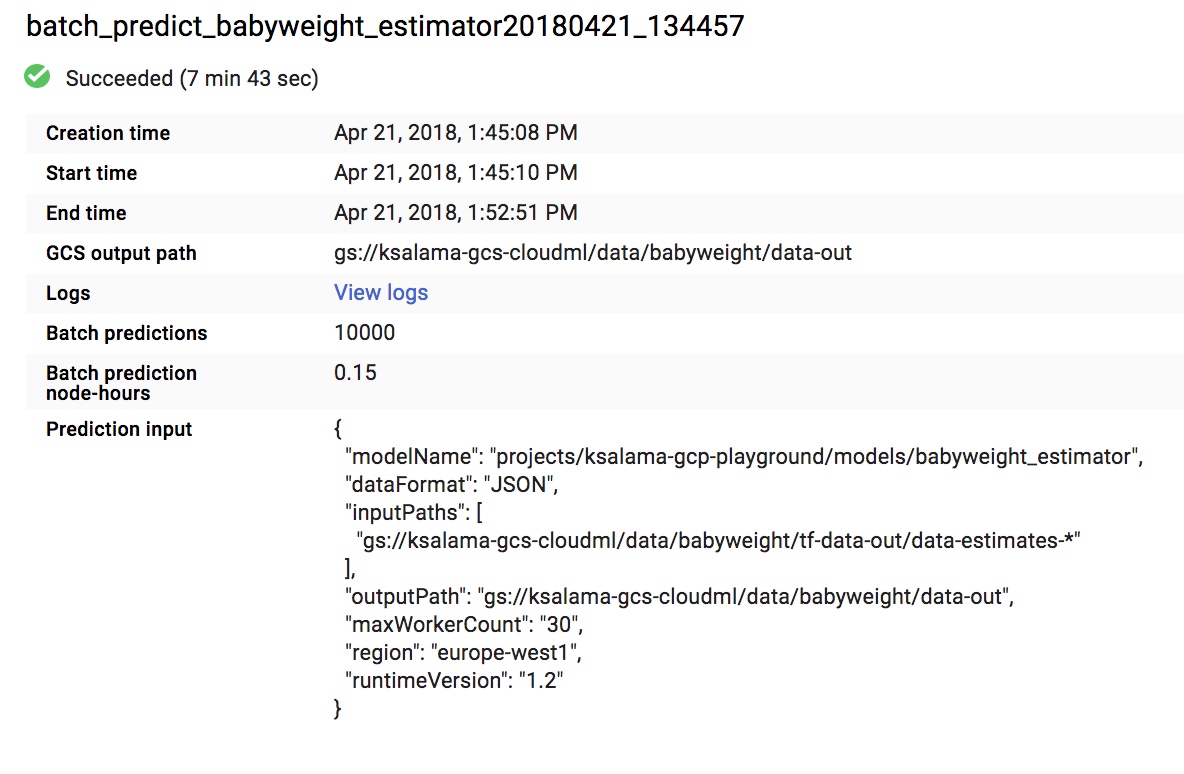 batch_predict_babyweight_estimator20180421_134457
Succeeded (7 min 43 sec)
Creation time Apr 21, 2018, 1:45:08 PM
Start time Apr 21, 2018, 1:45:10 PM
End time Apr 21, 2018, 1:52:51 PM
GCS output path gs://ksalama-gcs-cloudml/data/babyweight/data-out
Logs View logs
Batch predictions 10000
Batch prediction 0.15
node-hours
Prediction input {
"modelName": "projects/ksalama-gcp-playground/models/babyweight_estimator",
"dataFormat": "JSON",
"inputPaths": [
"gs://ksalama-gcs-cloudml/data/babyweight/tf-data-out/data-estimates-*"
],
"outputPath": "gs://ksalama-gcs-cloudml/data/babyweight/data-out",
"maxWorkerCount": "30",
"region": "europe-west1",
"runtimeVersion": "1.2"
}